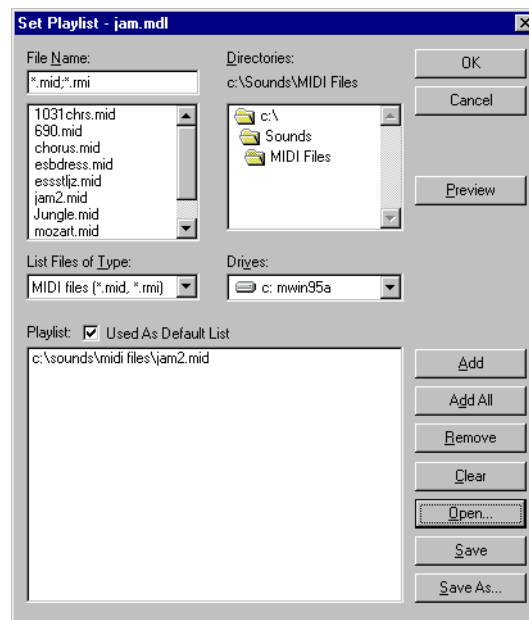 Set Playlist - jam.mdl
File Name:
*.mid;*.rmi
1031chrs.mid
690.mid
chorus.mid
esbdress.mid
essstljz.mid
jam2.mid
Jungle.mid
mozart.mid
Directories:
c:\Sounds\MIDI Files
c:\
Sounds
MIDI Files
OK
Cancel
Preview
List Files of Type:
MIDI files (*.mid, *.rmi)
Drives:
c: mwin95a
Playlist: Used As Default List
c:\sounds\midi files\jam2.mid
Add
Add All
Remove
Clear
Open...
Save
Save As...